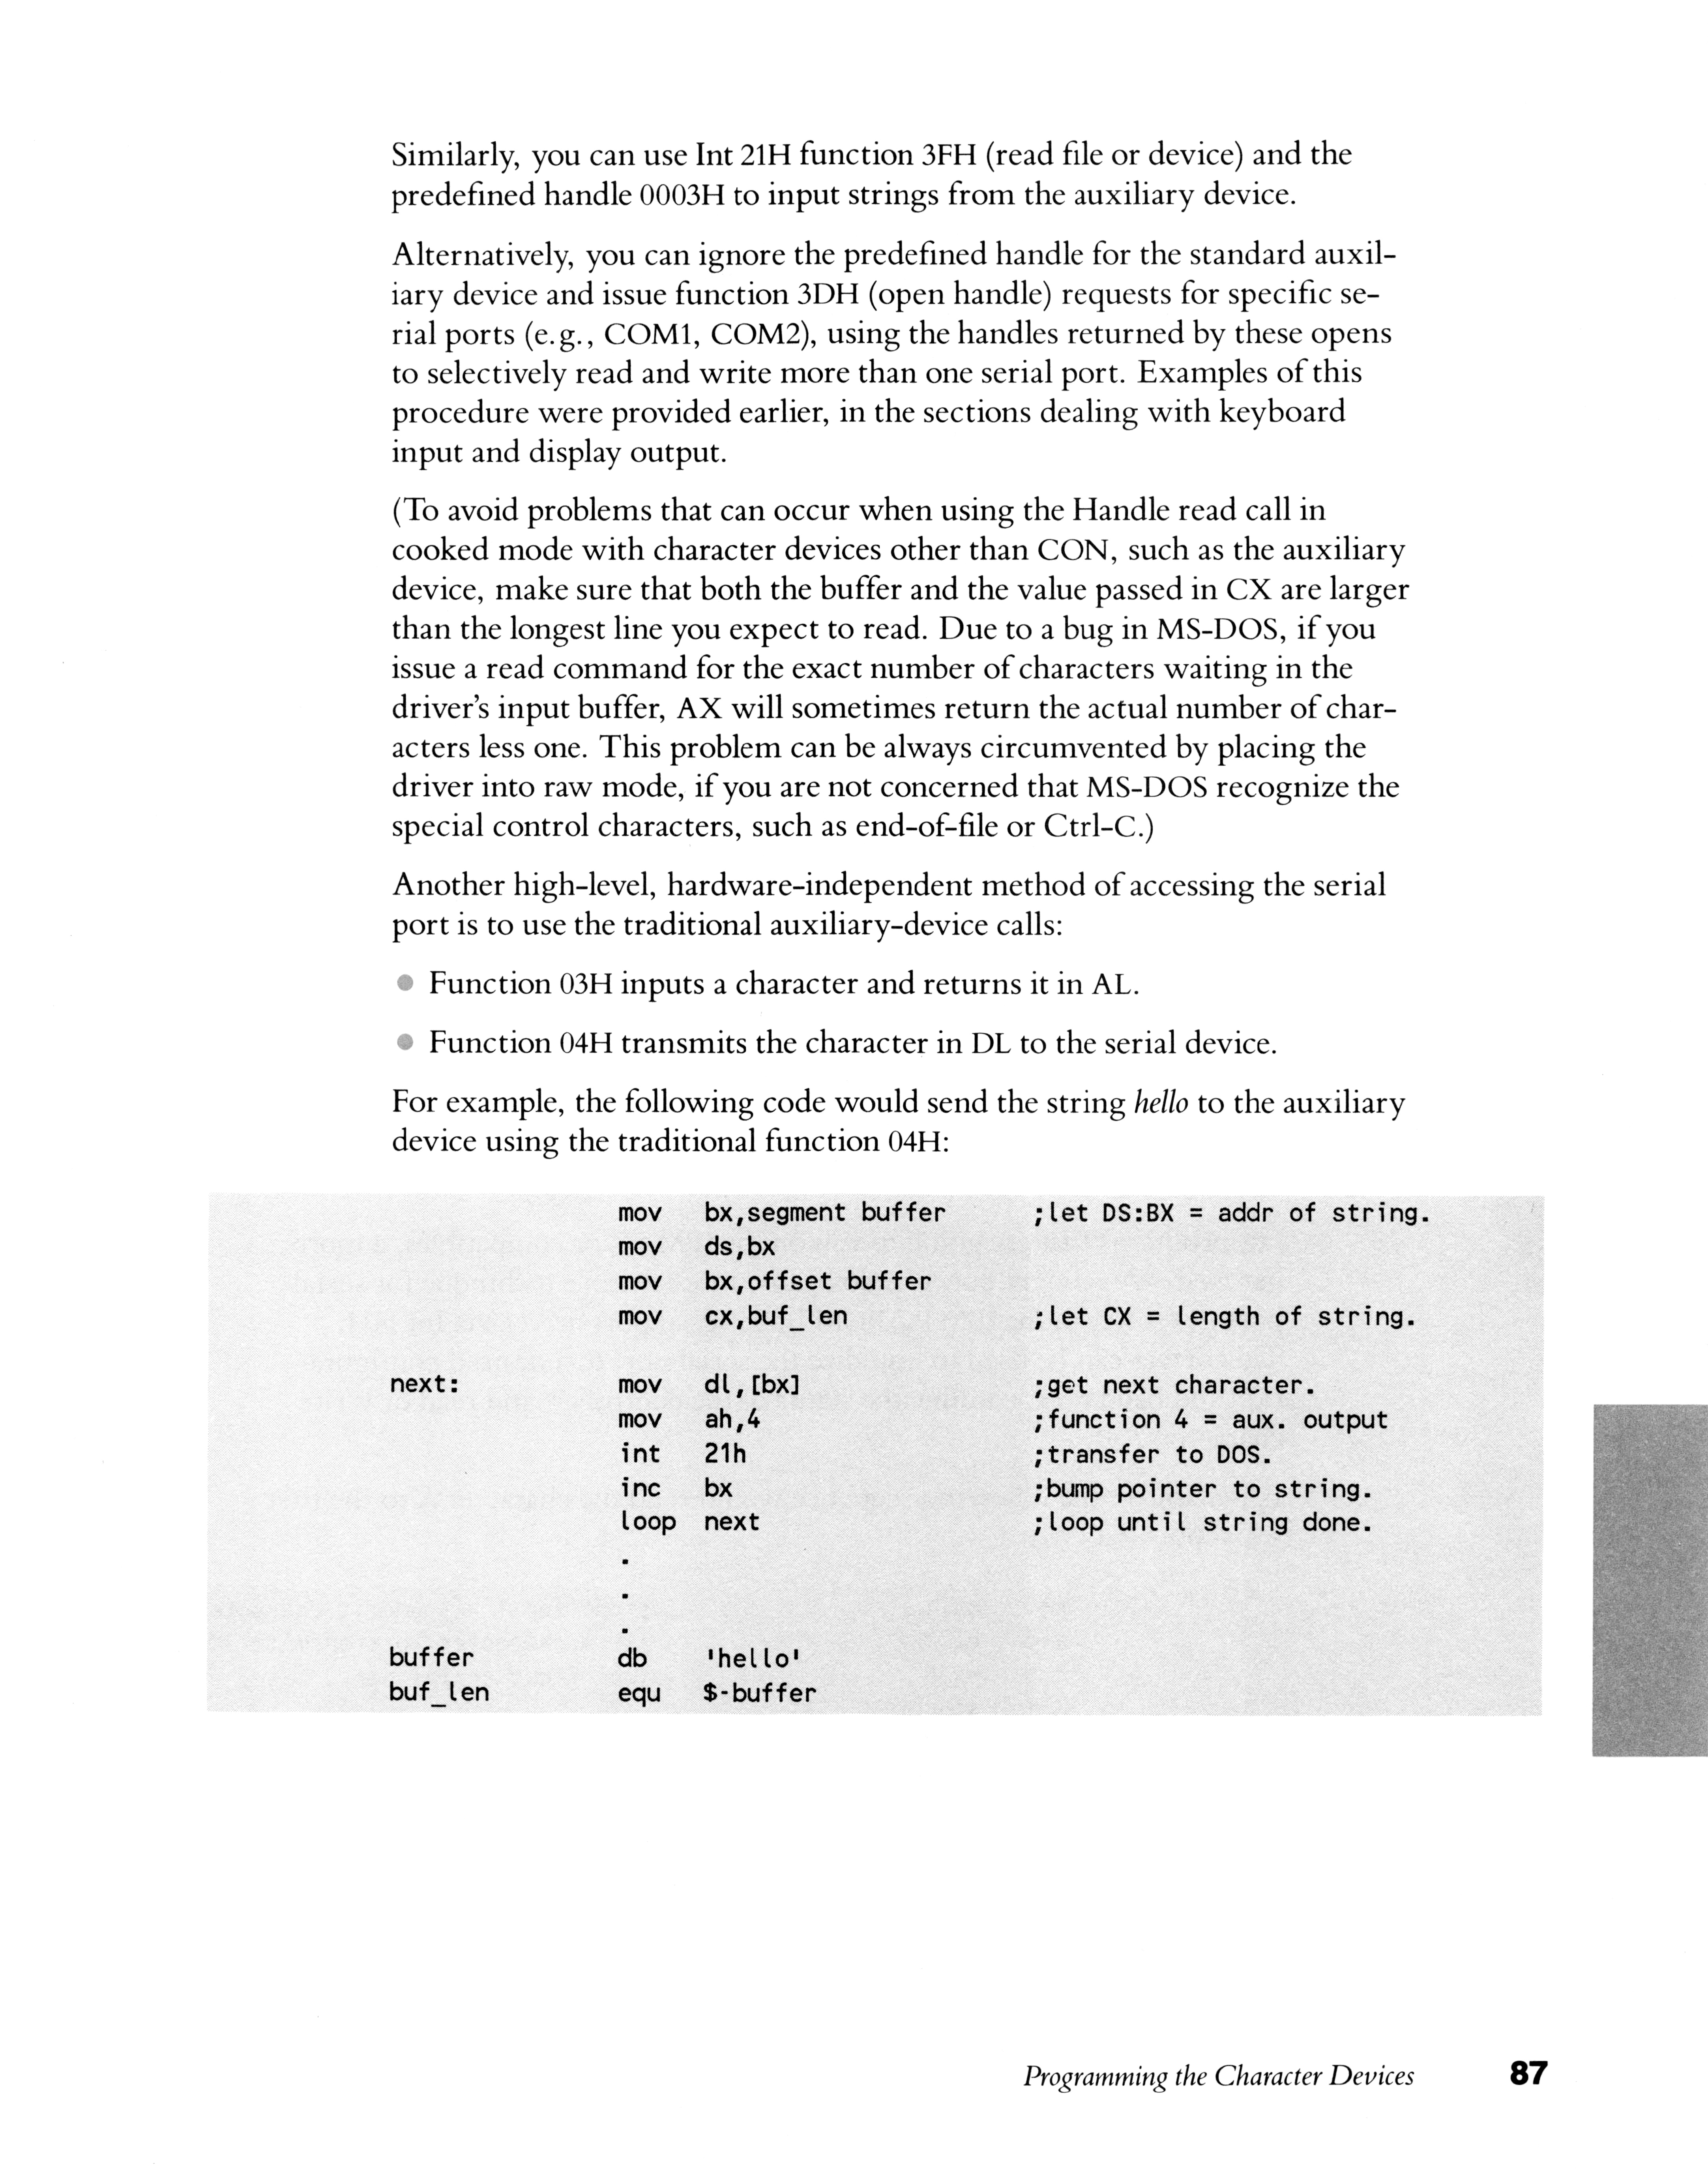 Similarly, you can use Int 21H function 3FH (read file or device) and the
predefined handle 0003H to input strings from the auxiliary device.
Alternatively, you can ignore the predefined handle for the standard auxil-
iary device and issue function 3DH (open handle) requests for specific se-
rial ports (e.g., COM1, COM2), using the handles returned by these opens
to selectively read and write more than one serial port. Examples of this
procedure were provided earlier, in the sections dealing with keyboard
input and display output.
(To avoid problems that can occur when using the Handle read call in
cooked mode with character devices other than CON, such as the auxiliary
device, make sure that both the buffer and the value passed in CX are larger
than the longest line you expect to read. Due to a bug in MS-DOS, if you
issue a read command for the exact number of characters waiting in the
driver's input buffer, AX will sometimes return the actual number of char-
acters less one. This problem can be always circumvented by placing the
driver into raw mode, if you are not concerned that MS-DOS recognize the
special control characters, such as end-of-file or Ctrl-C.)
Another high-level, hardware-independent method of accessing the serial
port is to use the traditional auxiliary-device calls:
● Function 03H inputs a character and returns it in AL.
● Function 04H transmits the character in DL to the serial device.
For example, the following code would send the string hello to the auxiliary
device using the traditional function 04H:
mov bx,segment buffer ;let DS:BX = addr of string.
mov ds,bx
mov bx,offset buffer
mov cx,buf_len ;let CX = length of string.
next: mov dl,[bx] ;get next character.
mov ah,4 ;function 4 = aux. output
int 21h ;transfer to DOS.
inc bx ;bump pointer to string.
loop next ;loop until string done.
.
.
.
buffer db 'hello'
buf_len equ $-buffer
Programming the Character Devices 87